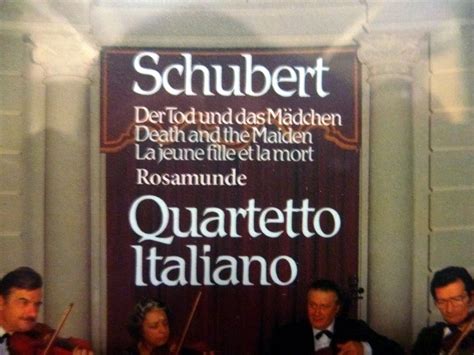 Schubert
Der Tod und das Mädchen
Death and the Maiden
La jeune fille et la mort
Rosamunde
Quartetto
Italiano